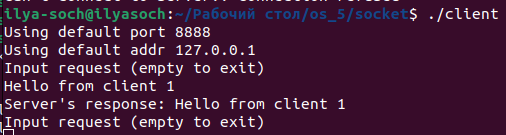 ilya-soch@ilyasoch:~/Рабочий стол/os_5/socket$ ./client
Using default port 8888
Using default addr 127.0.0.1
Input request (empty to exit)
Hello from client 1
Server's response: Hello from client 1
Input request (empty to exit)